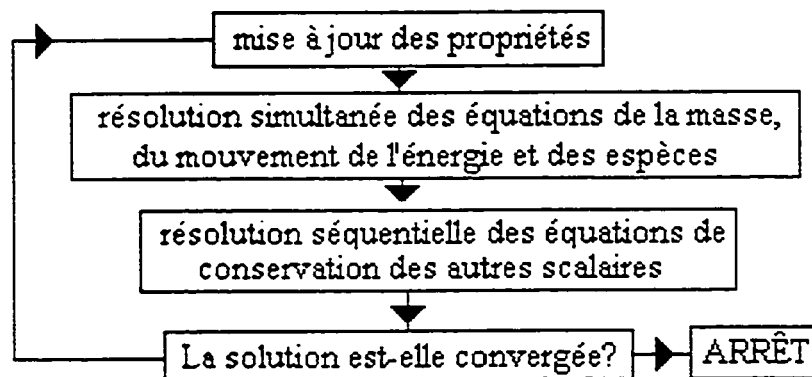 mise à jour des propriétés
résolution simultanée des équations de la masse,
du mouvement de l'énergie et des espèces
résolution séquentielle des équations de
conservation des autres scalaires
La solution est-elle convergée?
ARRÊT